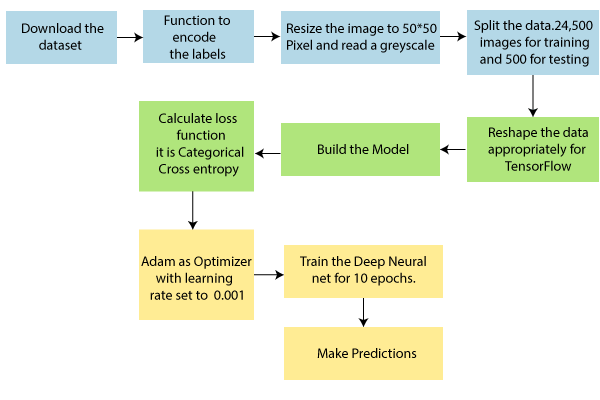 Download the
dataset
Function to
encode
the labels
Resize the image to 50*50
Pixel and read a greyscale
Split the data.24,500
images for training
and 500 for testing
Reshape the data
appropriately for
TensorFlow
Build the Model
Calculate loss
function
it is Categorical
Cross entropy
Adam as Optimizer
with learning
rate set to 0.001
Train the Deep Neural
net for 10 epochs.
Make Predictions